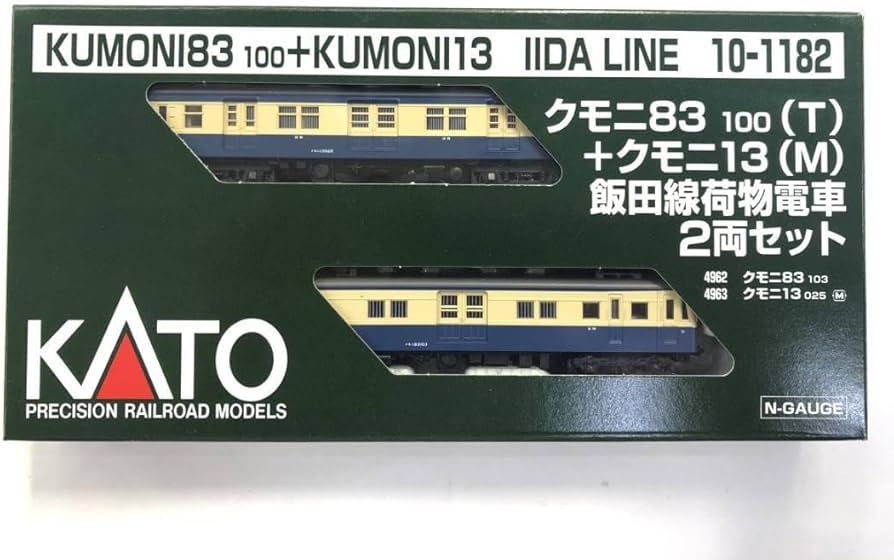 KUMONI83 100+KUMONI13 IIDA LINE 10-1182
クモニ83 100(T)
+クモニ13(M)
飯田線荷物電車
2両セット
4962 クモニ83 103
4963 クモニ13 025 M
KATO
PRECISION RAILROAD MODELS
N-GAUGE